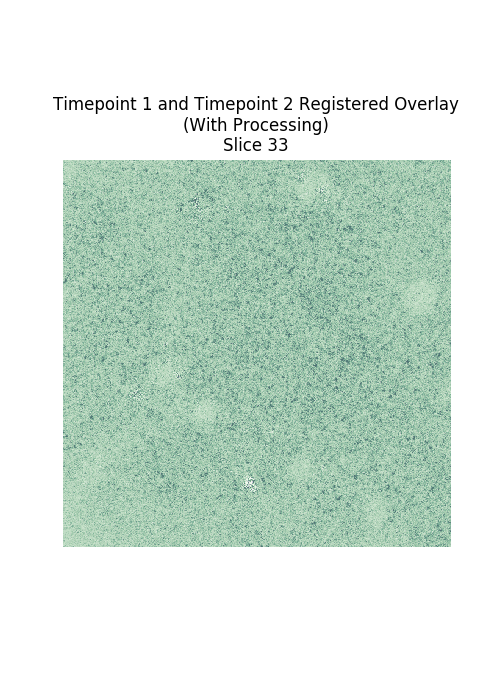 Timepoint 1 and Timepoint 2 Registered Overlay
(With Processing)
Slice 33